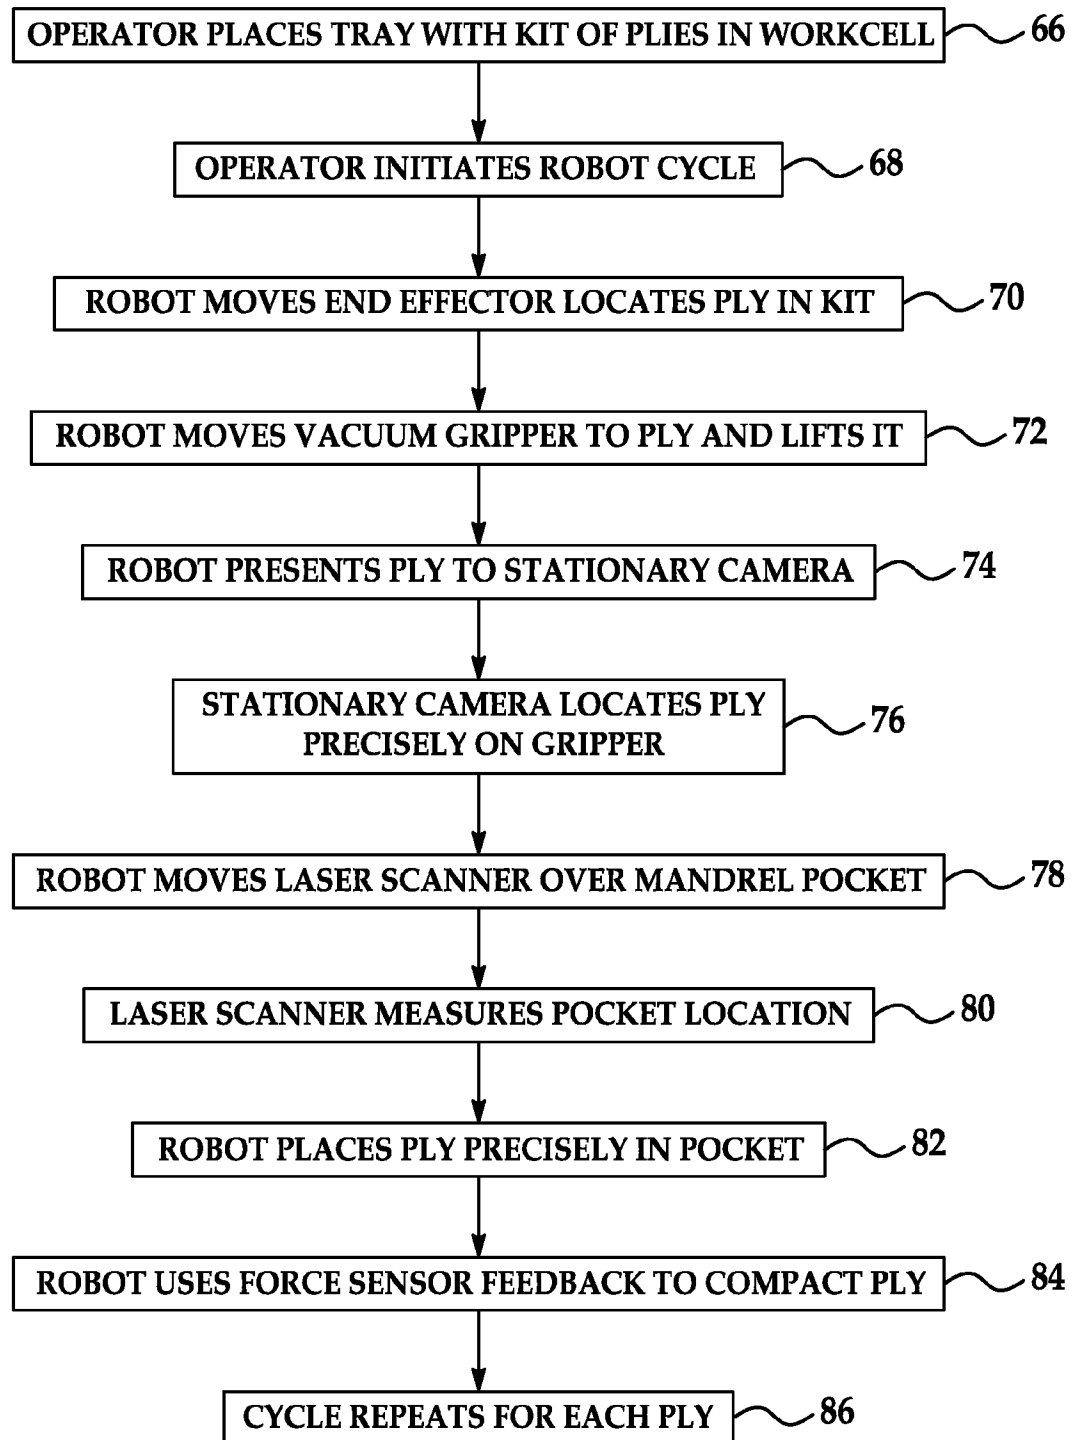 OPERATOR PLACES TRAY WITH KIT OF PLIES IN WORKCELL 66
OPERATOR INITIATES ROBOT CYCLE 68
ROBOT MOVES END EFFECTOR LOCATES PLY IN KIT 70
ROBOT MOVES VACUUM GRIPPER TO PLY AND LIFTS IT 72
ROBOT PRESENTS PLY TO STATIONARY CAMERA 74
STATIONARY CAMERA LOCATES PLY
PRECISELY ON GRIPPER 76
ROBOT MOVES LASER SCANNER OVER MANDREL POCKET 78
LASER SCANNER MEASURES POCKET LOCATION 80
ROBOT PLACES PLY PRECISELY IN POCKET 82
ROBOT USES FORCE SENSOR FEEDBACK TO COMPACT PLY 84
CYCLE REPEATS FOR EACH PLY 86